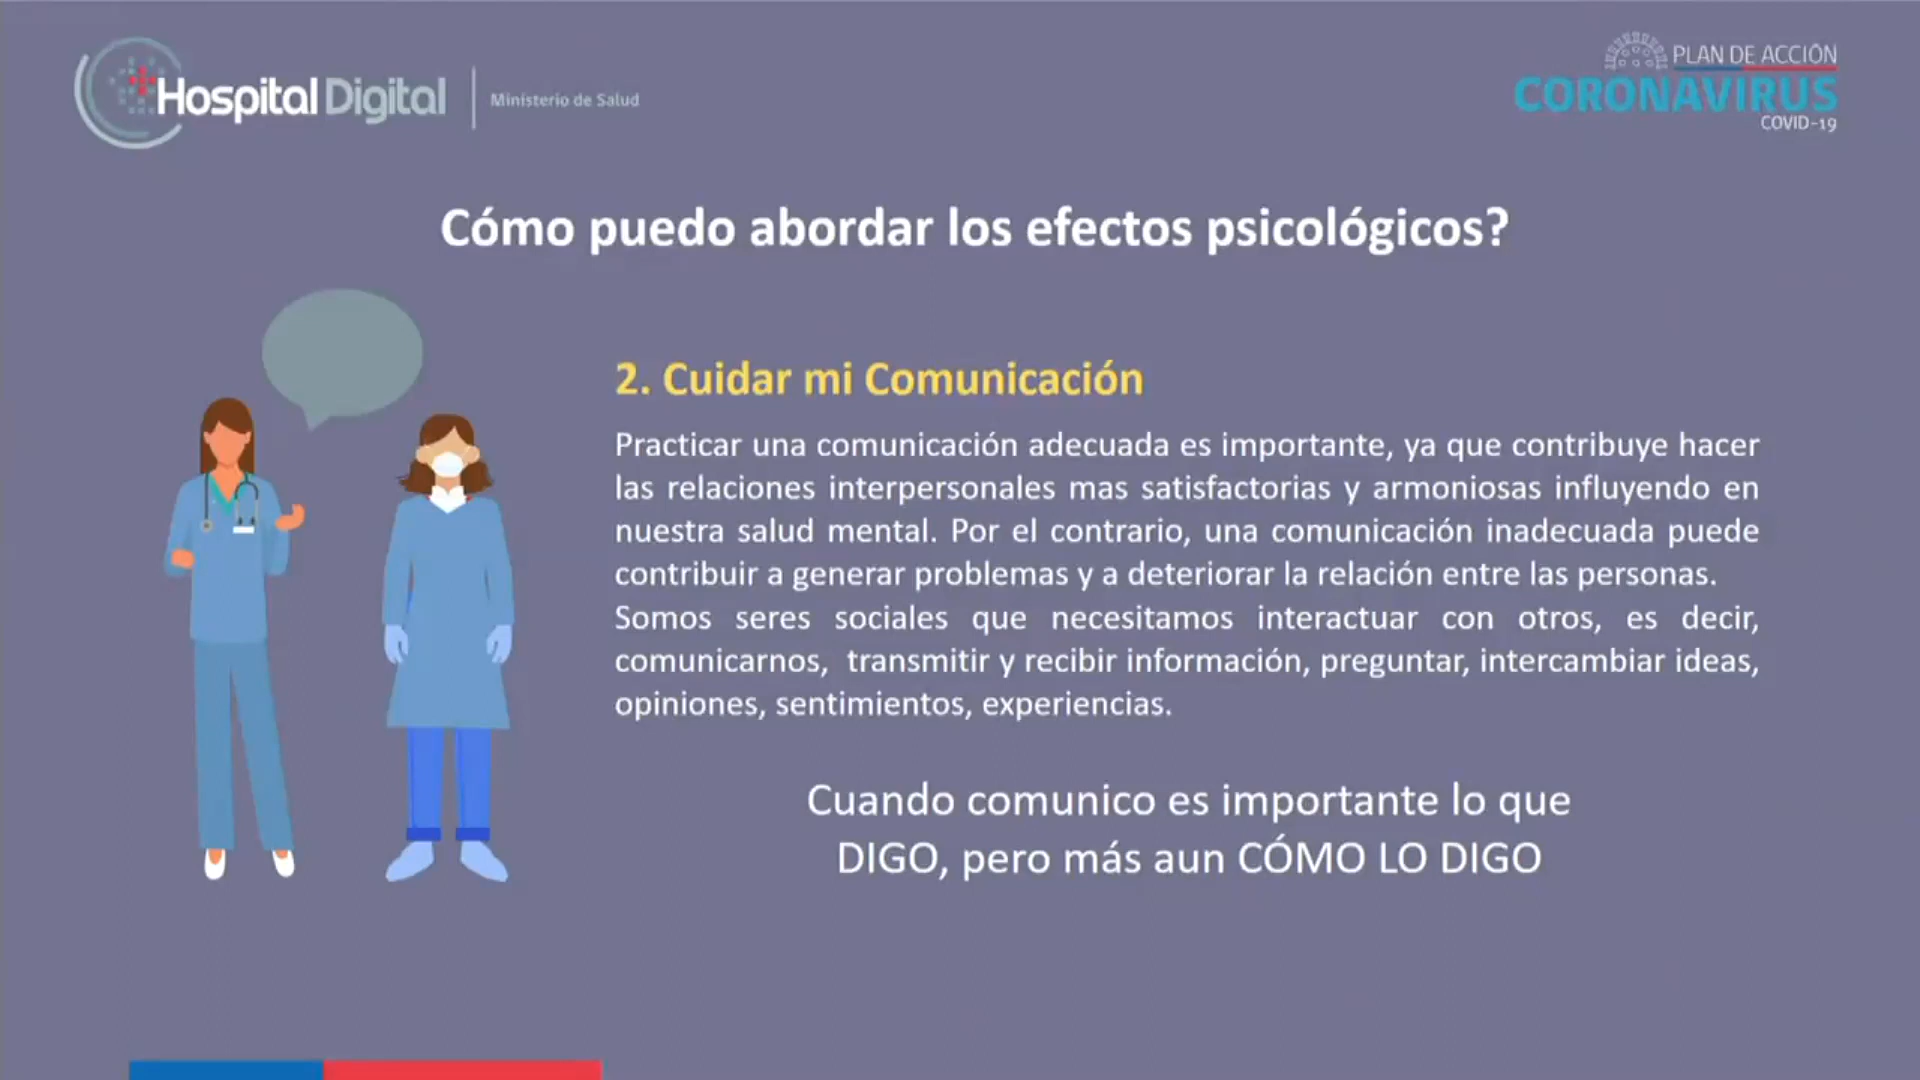 Hospital Digital
Ministerio de Salud
PLAN DE ACCIÓN
CORONAVIRUS
COVID-19
Cómo puedo abordar los efectos psicológicos?
2. Cuidar mi Comunicación
Practicar una comunicación adecuada es importante, ya que contribuye hacer
las relaciones interpersonales mas satisfactorias y armoniosas influyendo en
nuestra salud mental. Por el contrario, una comunicación inadecuada puede
contribuir a generar problemas y a deteriorar la relación entre las personas.
Somos seres sociales que necesitamos interactuar con otros, es decir,
comunicarnos, transmitir y recibir información, preguntar, intercambiar ideas,
opiniones, sentimientos, experiencias.
Cuando comunico es importante lo que
DIGO, pero más aun CÓMO LO DIGO